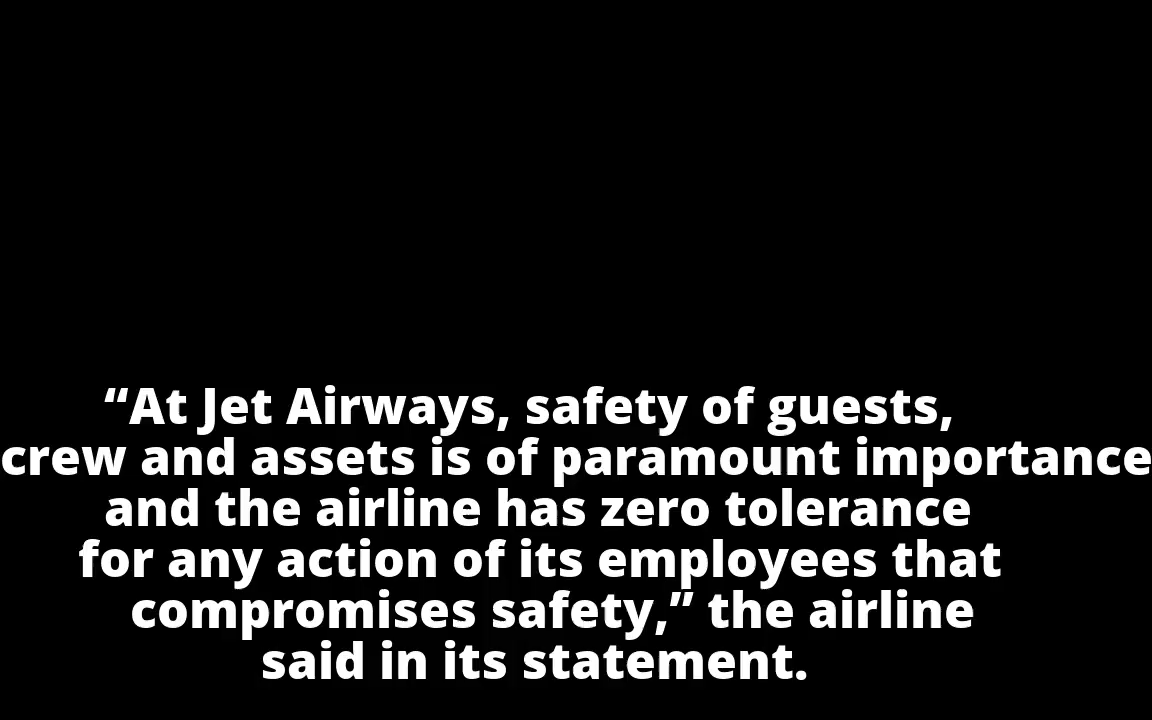 “At Jet Airways, safety of guests,
crew and assets is of paramount importance
and the airline has zero tolerance
for any action of its employees that
compromises safety,” the airline
said in its statement.